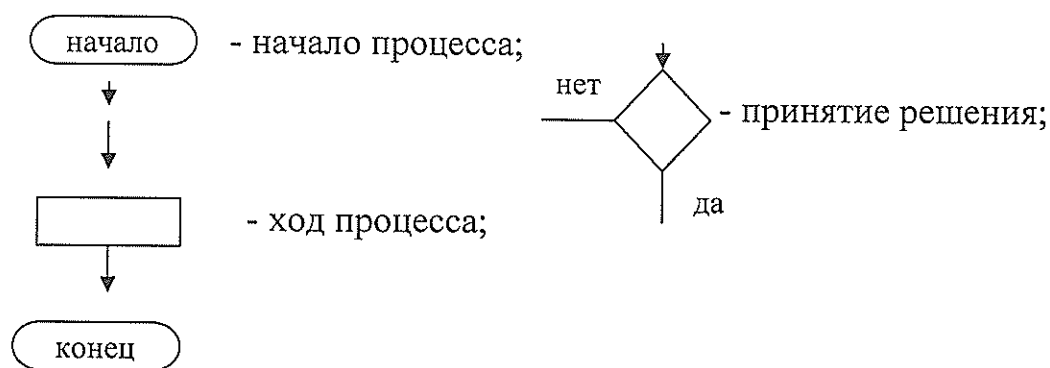 начало - начало процесса;
нет
- принятие решения;
да
- ход процесса;
конец